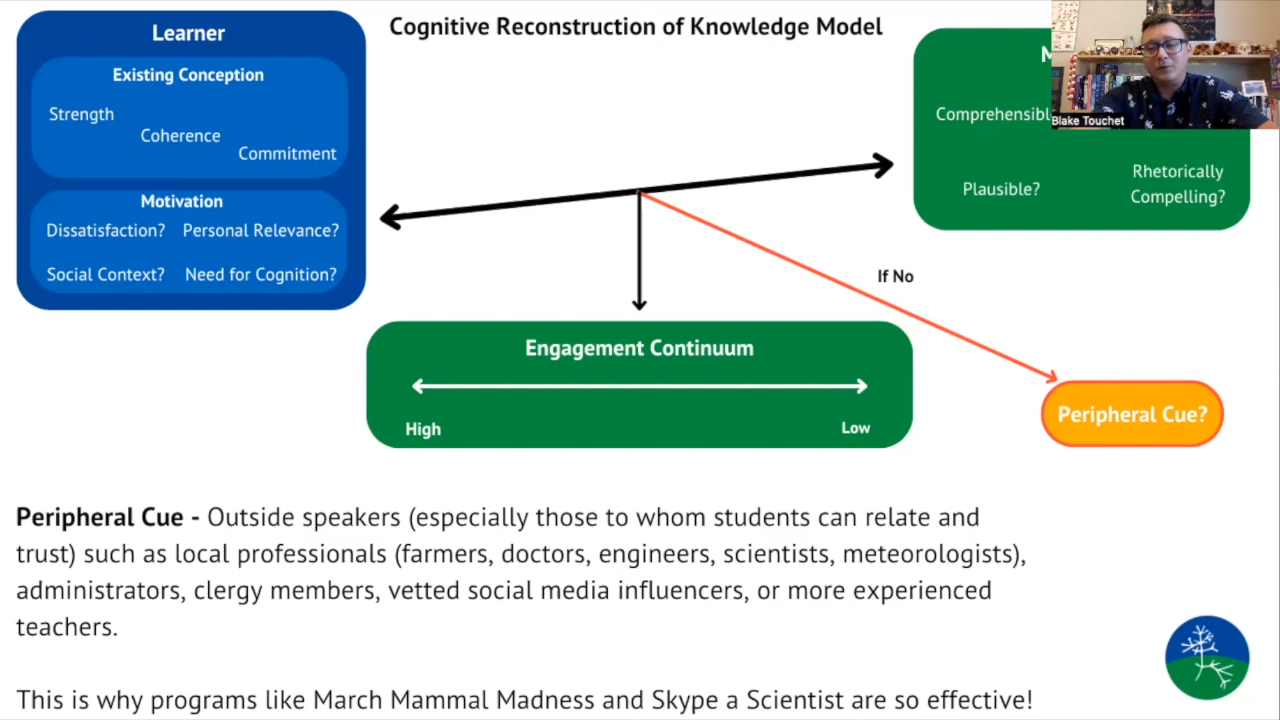 Cognitive Reconstruction of Knowledge Model
Learner
Existing Conception
Strength
Coherence
Commitment
Motivation
Dissatisfaction? Personal Relevance?
Social Context? Need for Cognition?
Blake Touchet
Plausible?
Rhetorically
Compelling?
If No
Engagement Continuum
High
Low
Peripheral Cue?
Peripheral Cue - Outside speakers (especially those to whom students can relate and
trust) such as local professionals (farmers, doctors, engineers, scientists, meteorologists),
administrators, clergy members, vetted social media influencers, or more experienced
teachers.
This is why programs like March Mammal Madness and Skype a Scientist are so effective!